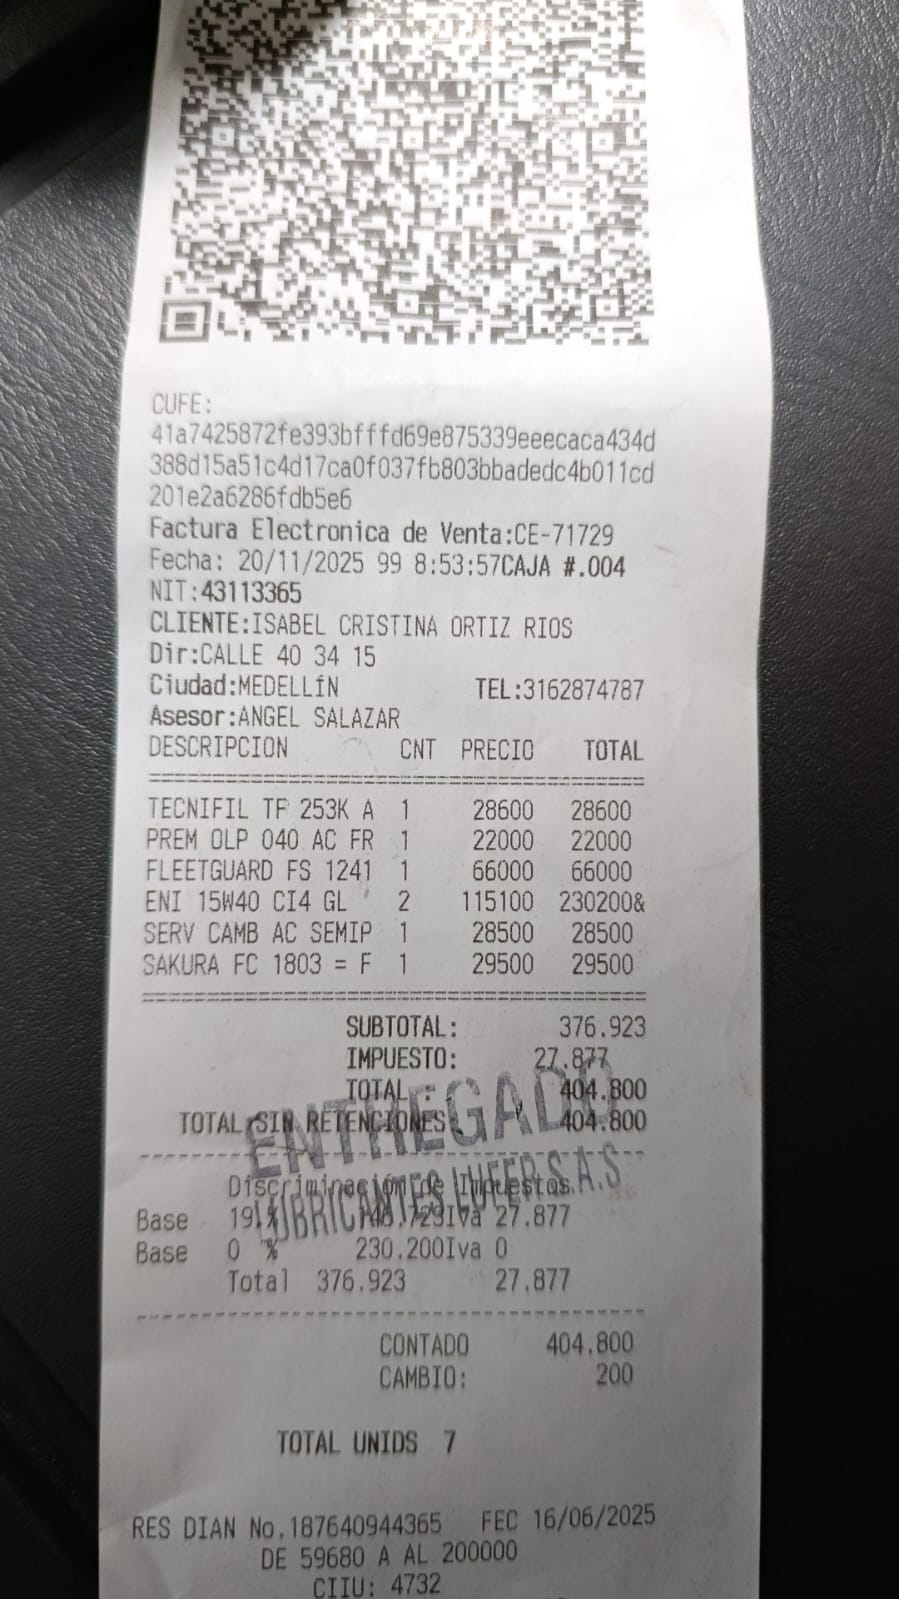 CUFE:
41a7425872fe393bfffd69e875339eeecaca434d
388d15a51c4d17ca0f037fb803bbadedc4b011cd
201e2a6286fdb5e6
Factura Electronica de Venta:CE-71729
Fecha: 20/11/2025 99 8:53:57CAJA #.004
NIT:43113365
CLIENTE:ISABEL CRISTINA ORTIZ RIOS
Dir:CALLE 40 34 15
Ciudad:MEDELLíN TEL:3162874787
Asesor:ANGEL SALAZAR
DESCRIPCION CNT PRECIO TOTAL
TECNIFIL TF 253K A 1 28600 28600
PREM OLP 040 AC FR 1 22000 22000
FLEETGUARD FS 1241 1 66000 66000
ENI 15W40 CI4 GL 2 115100 230200&
SERV CAMB AC SEMIP 1 28500 28500
SAKURA FC 1803 = F 1 29500 29500
SUBTOTAL: 376.923
IMPUESTO: 27.877
TOTAL : 404.800
TOTAL SIN RETENCIONES 404.800
ENTREGADO
LUBRICANTES LUFER S.A.S
Discriminación de Impuestos.
Base 19 % Iva 27.877
Base 0 % 230.200Iva 0
Total 376.923 27.877
CONTADO 404.800
CAMBIO: 200
TOTAL UNIDS 7
RES DIAN No.187640944365 FEC 16/06/2025
DE 59680 A AL 200000
CIIU: 4732